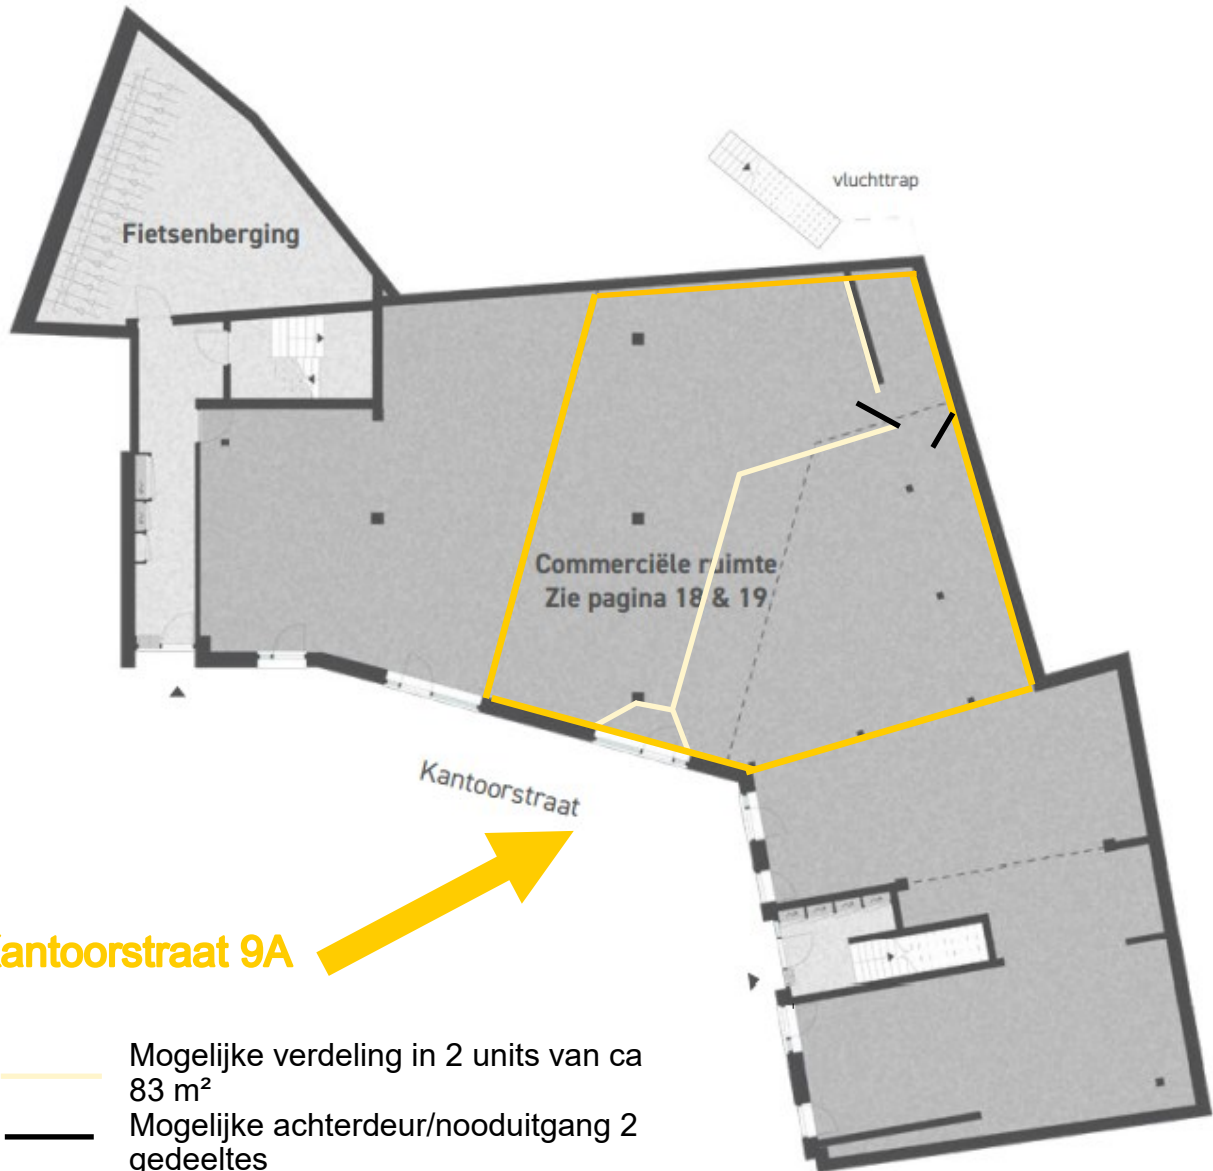 vluchttrap
Fietsenberging
Commerciële ruimte
Zie pagina 18 & 19
Kantoorstraat
Kantoorstraat 9A
Mogelijke verdeling in 2 units van ca
83 m²
Mogelijke achterdeur/nooduitgang 2
gedeeltes